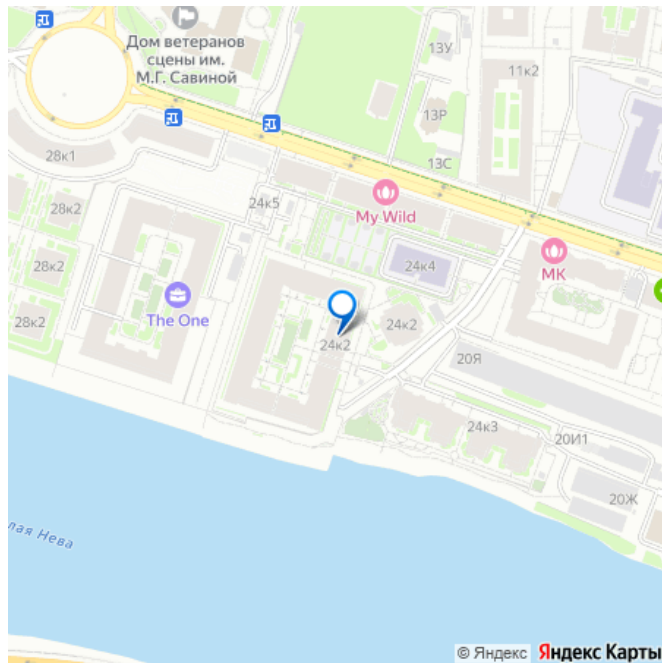 Дом ветеранов
сцены им.
М.Г. Савиной
13У
11к2
13Р
13С
28к1
28к2
24к5
My Wild
28к2
24к4
МК
The One
28к2
24к2
24к2
20Я
24к3
20И1
20Ж
лая Нева
© Яндекс Яндекс Карты